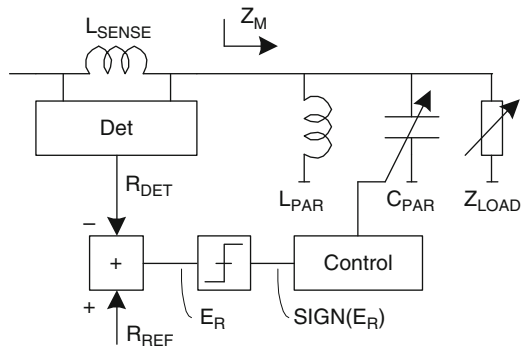 L_SENSE
Z_M
Det
R_DET
L_PAR
C_PAR
Z_LOAD
−
+
Control
+
E_R
SIGN(E_R)
R_REF